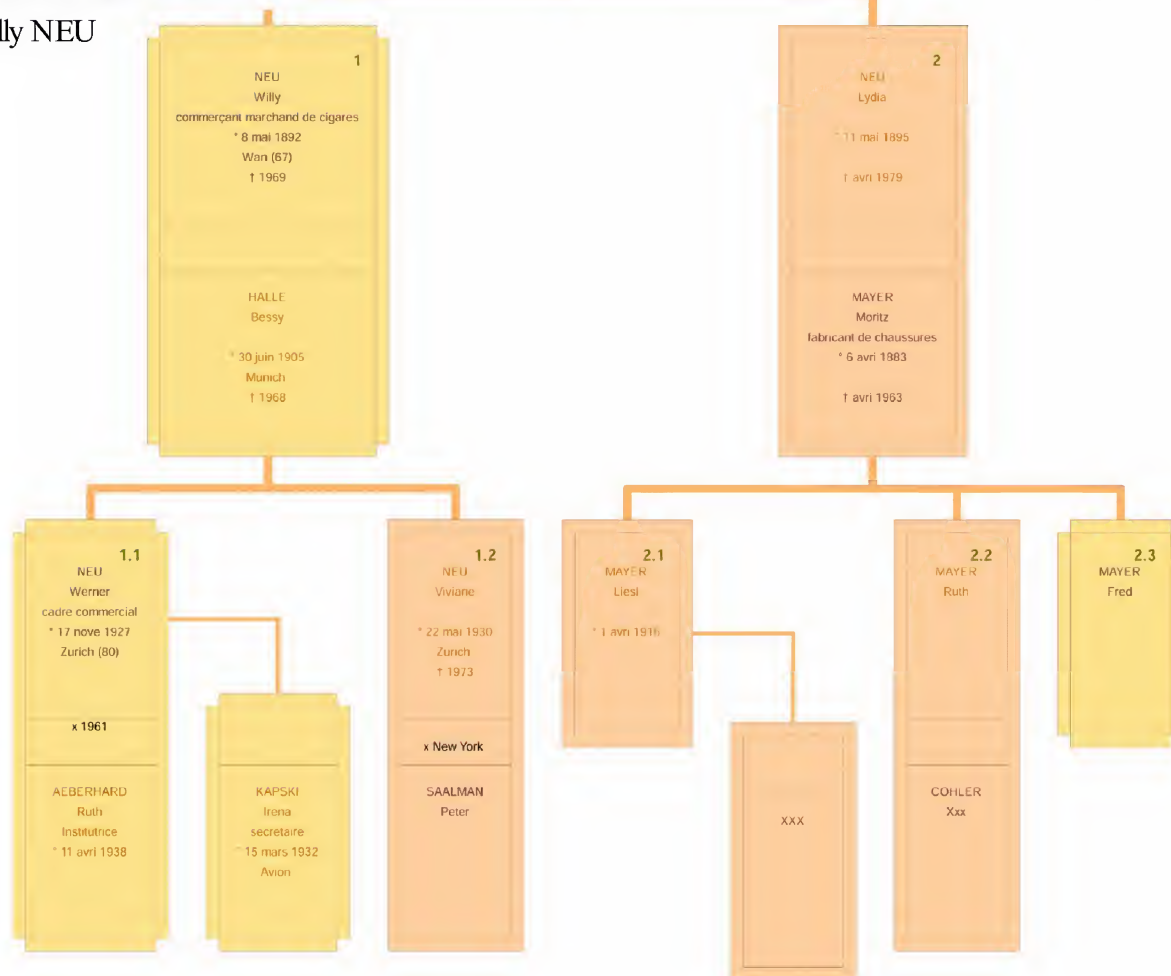 lly NEU
1
NEU
Willy
commerçant marchand de cigares
° 8 mai 1892
Wan (67)
† 1969
HALLE
Bessy
° 30 juin 1905
Munich
† 1968
2
NEU
Lydia
° 11 mai 1895
† avri 1979
MAYER
Moritz
fabricant de chaussures
° 6 avri 1883
† avri 1963
1.1
NEU
Werner
cadre commercial
° 17 nove 1927
Zurich (80)
x 1961
AEBERHARD
Ruth
Institutrice
° 11 avri 1938
KAPSKI
Irena
secretaire
° 15 mars 1932
Avion
1.2
NEU
Viviane
° 22 mai 1930
Zurich
† 1973
x New York
SAALMAN
Peter
2.1
MAYER
Liesi
° 1 avri 1916
XXX
2.2
MAYER
Ruth
COHLER
Xxx
2.3
MAYER
Fred